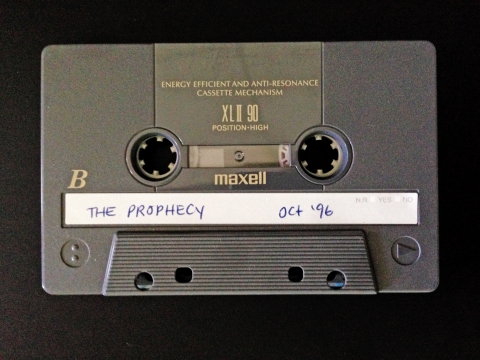 ENERGY EFFICIENT AND ANTI-RESONANCE
CASSETTE MECHANISM
XLII 90
POSITION•HIGH
maxell
B
N.R. YES NO
THE PROPHECY Oct '96